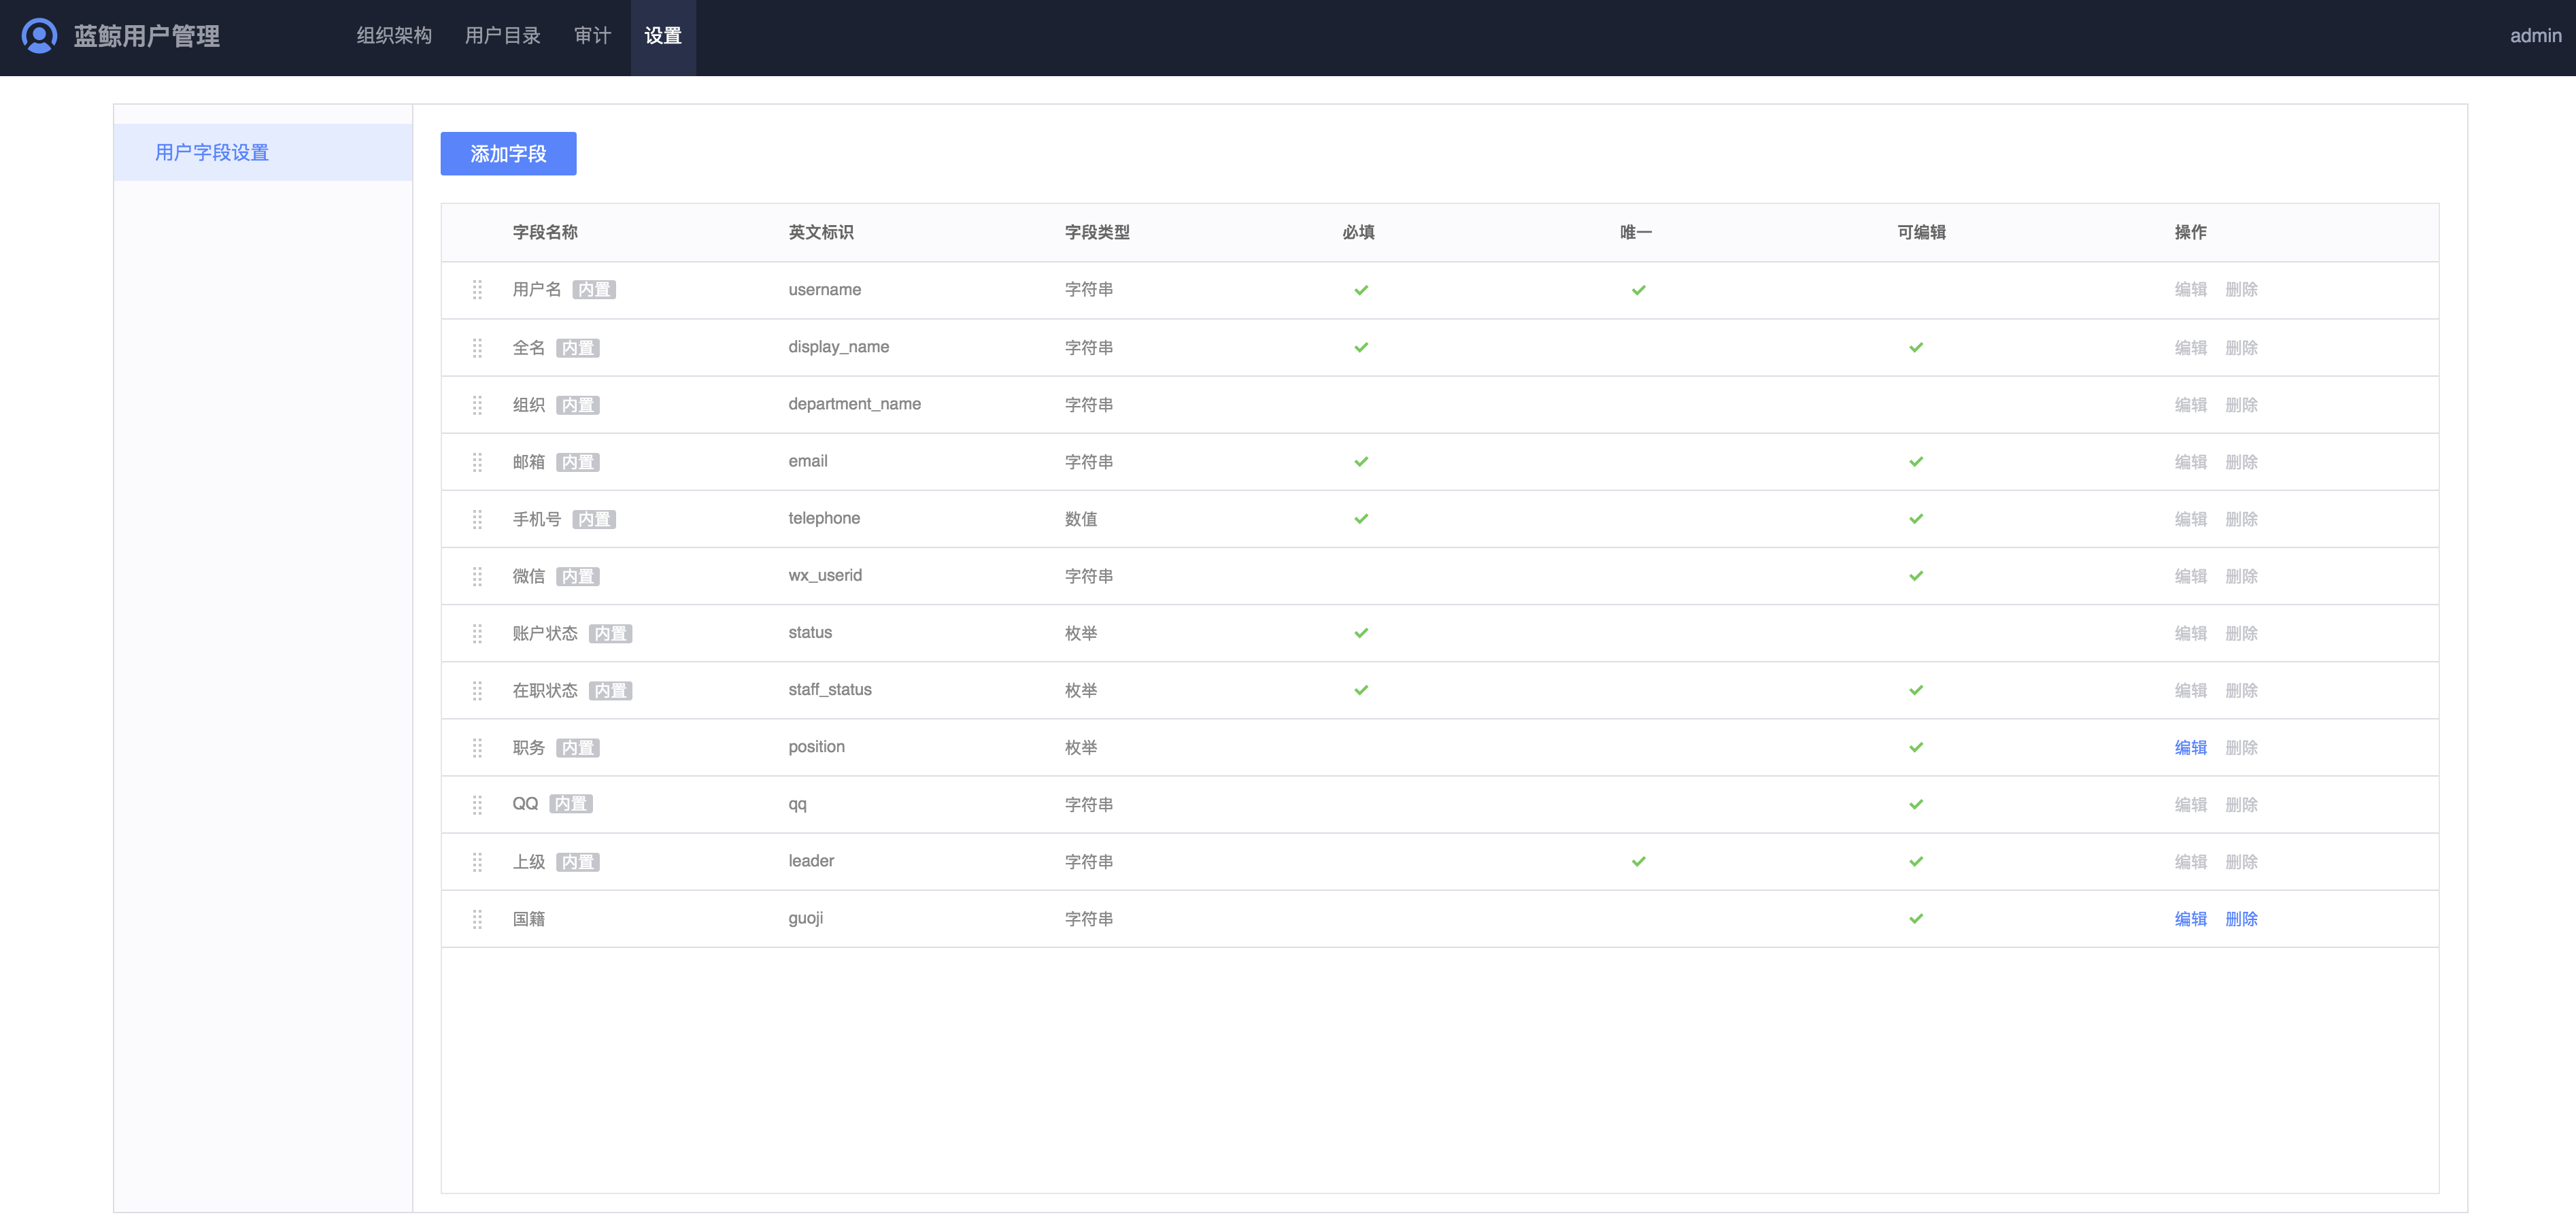 蓝鲸用户管理 组织架构 用户目录 审计 设置 admin
用户字段设置
添加字段
字段名称 英文标识 字段类型 必填 唯一 可编辑 操作
用户名 内置 username 字符串 编辑 删除
全名 内置 display_name 字符串 编辑 删除
组织 内置 department_name 字符串 编辑 删除
邮箱 内置 email 字符串 编辑 删除
手机号 内置 telephone 数值 编辑 删除
微信 内置 wx_userid 字符串 编辑 删除
账户状态 内置 status 枚举 编辑 删除
在职状态 内置 staff_status 枚举 编辑 删除
职务 内置 position 枚举 编辑 删除
QQ 内置 qq 字符串 编辑 删除
上级 内置 leader 字符串 编辑 删除
国籍 guoji 字符串 编辑 删除